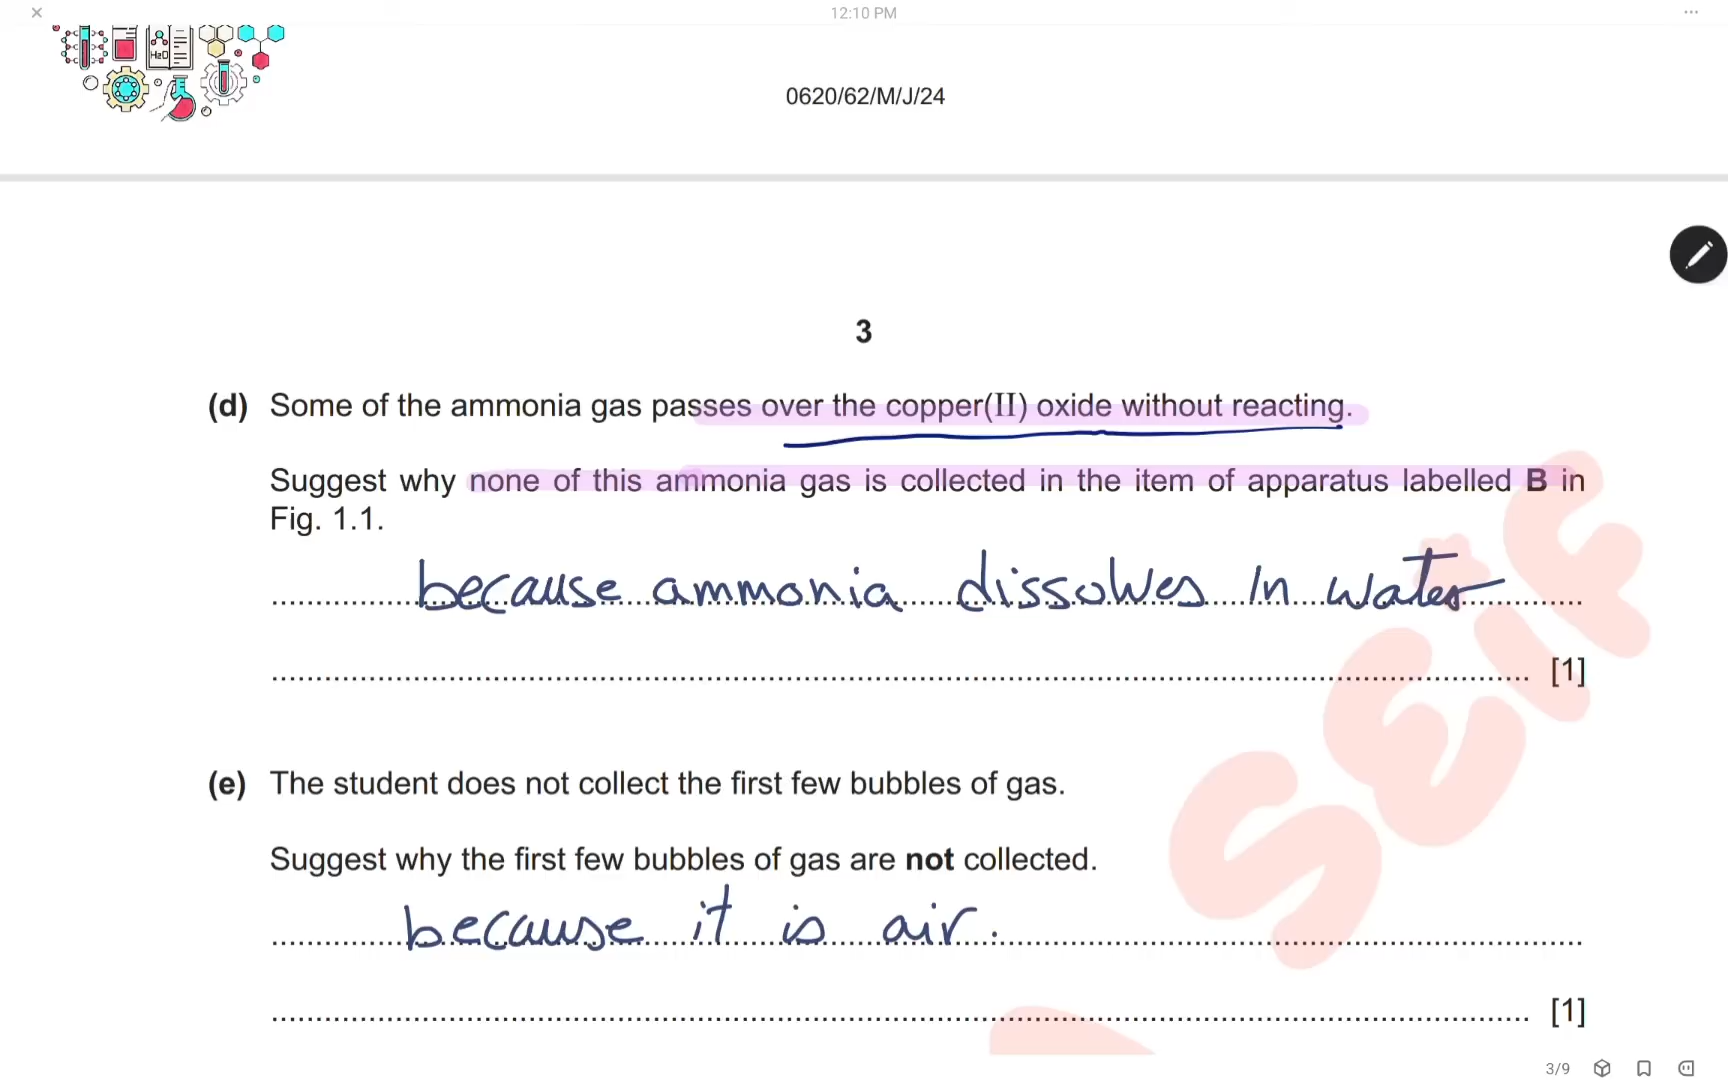 12:10 PM
H2O
0620/62/M/J/24
3
(d) Some of the ammonia gas passes over the copper(II) oxide without reacting.
Suggest why none of this ammonia gas is collected in the item of apparatus labelled B in
Fig. 1.1.
because ammonia dissolves in water
[1]
(e) The student does not collect the first few bubbles of gas.
Suggest why the first few bubbles of gas are not collected.
because it is air.
[1]
SEIF
3/9